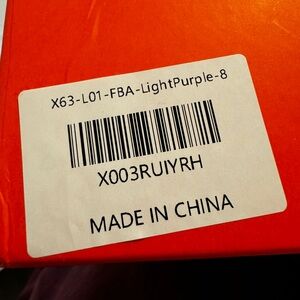 X63-L01-FBA-LightPurple-8
X003RUIYRH
MADE IN CHINA